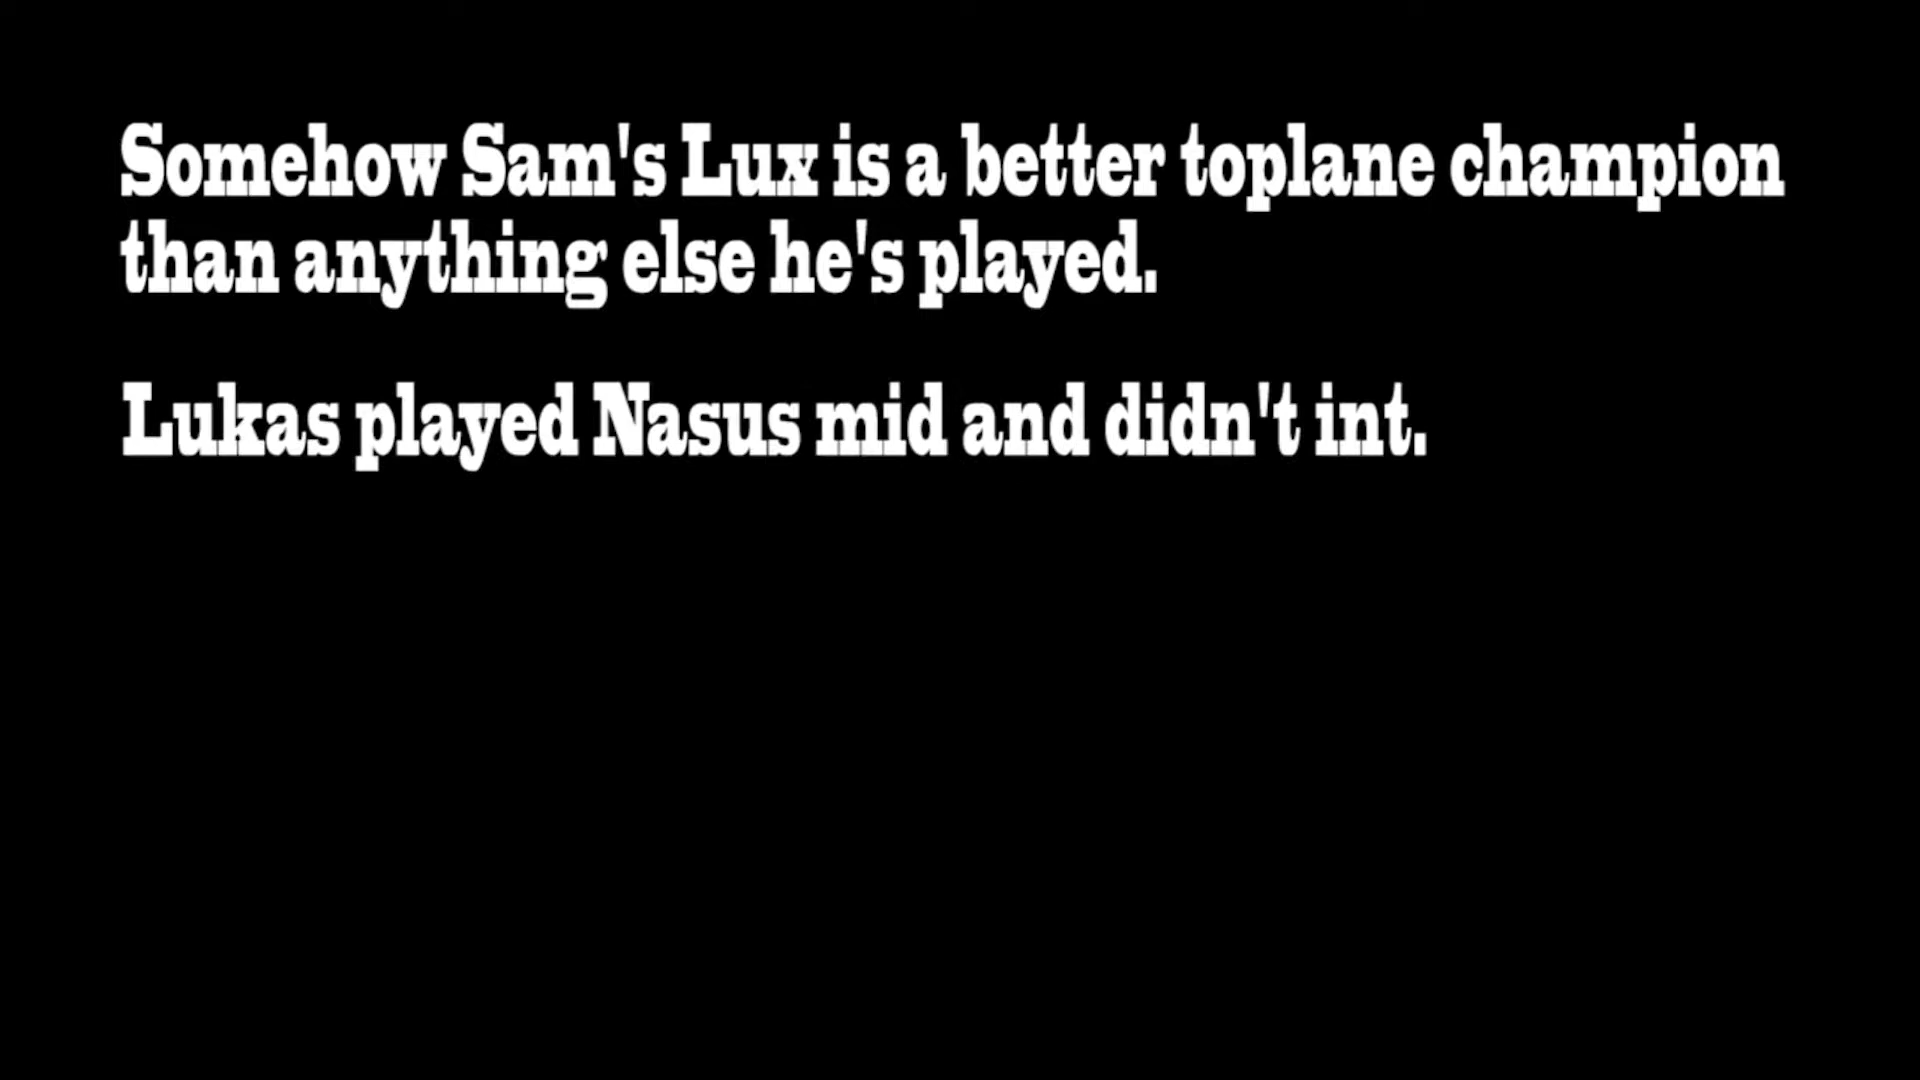 Somehow Sam's Lux is a better toplane champion
than anything else he's played.
Lukas played Nasus mid and didn't int.